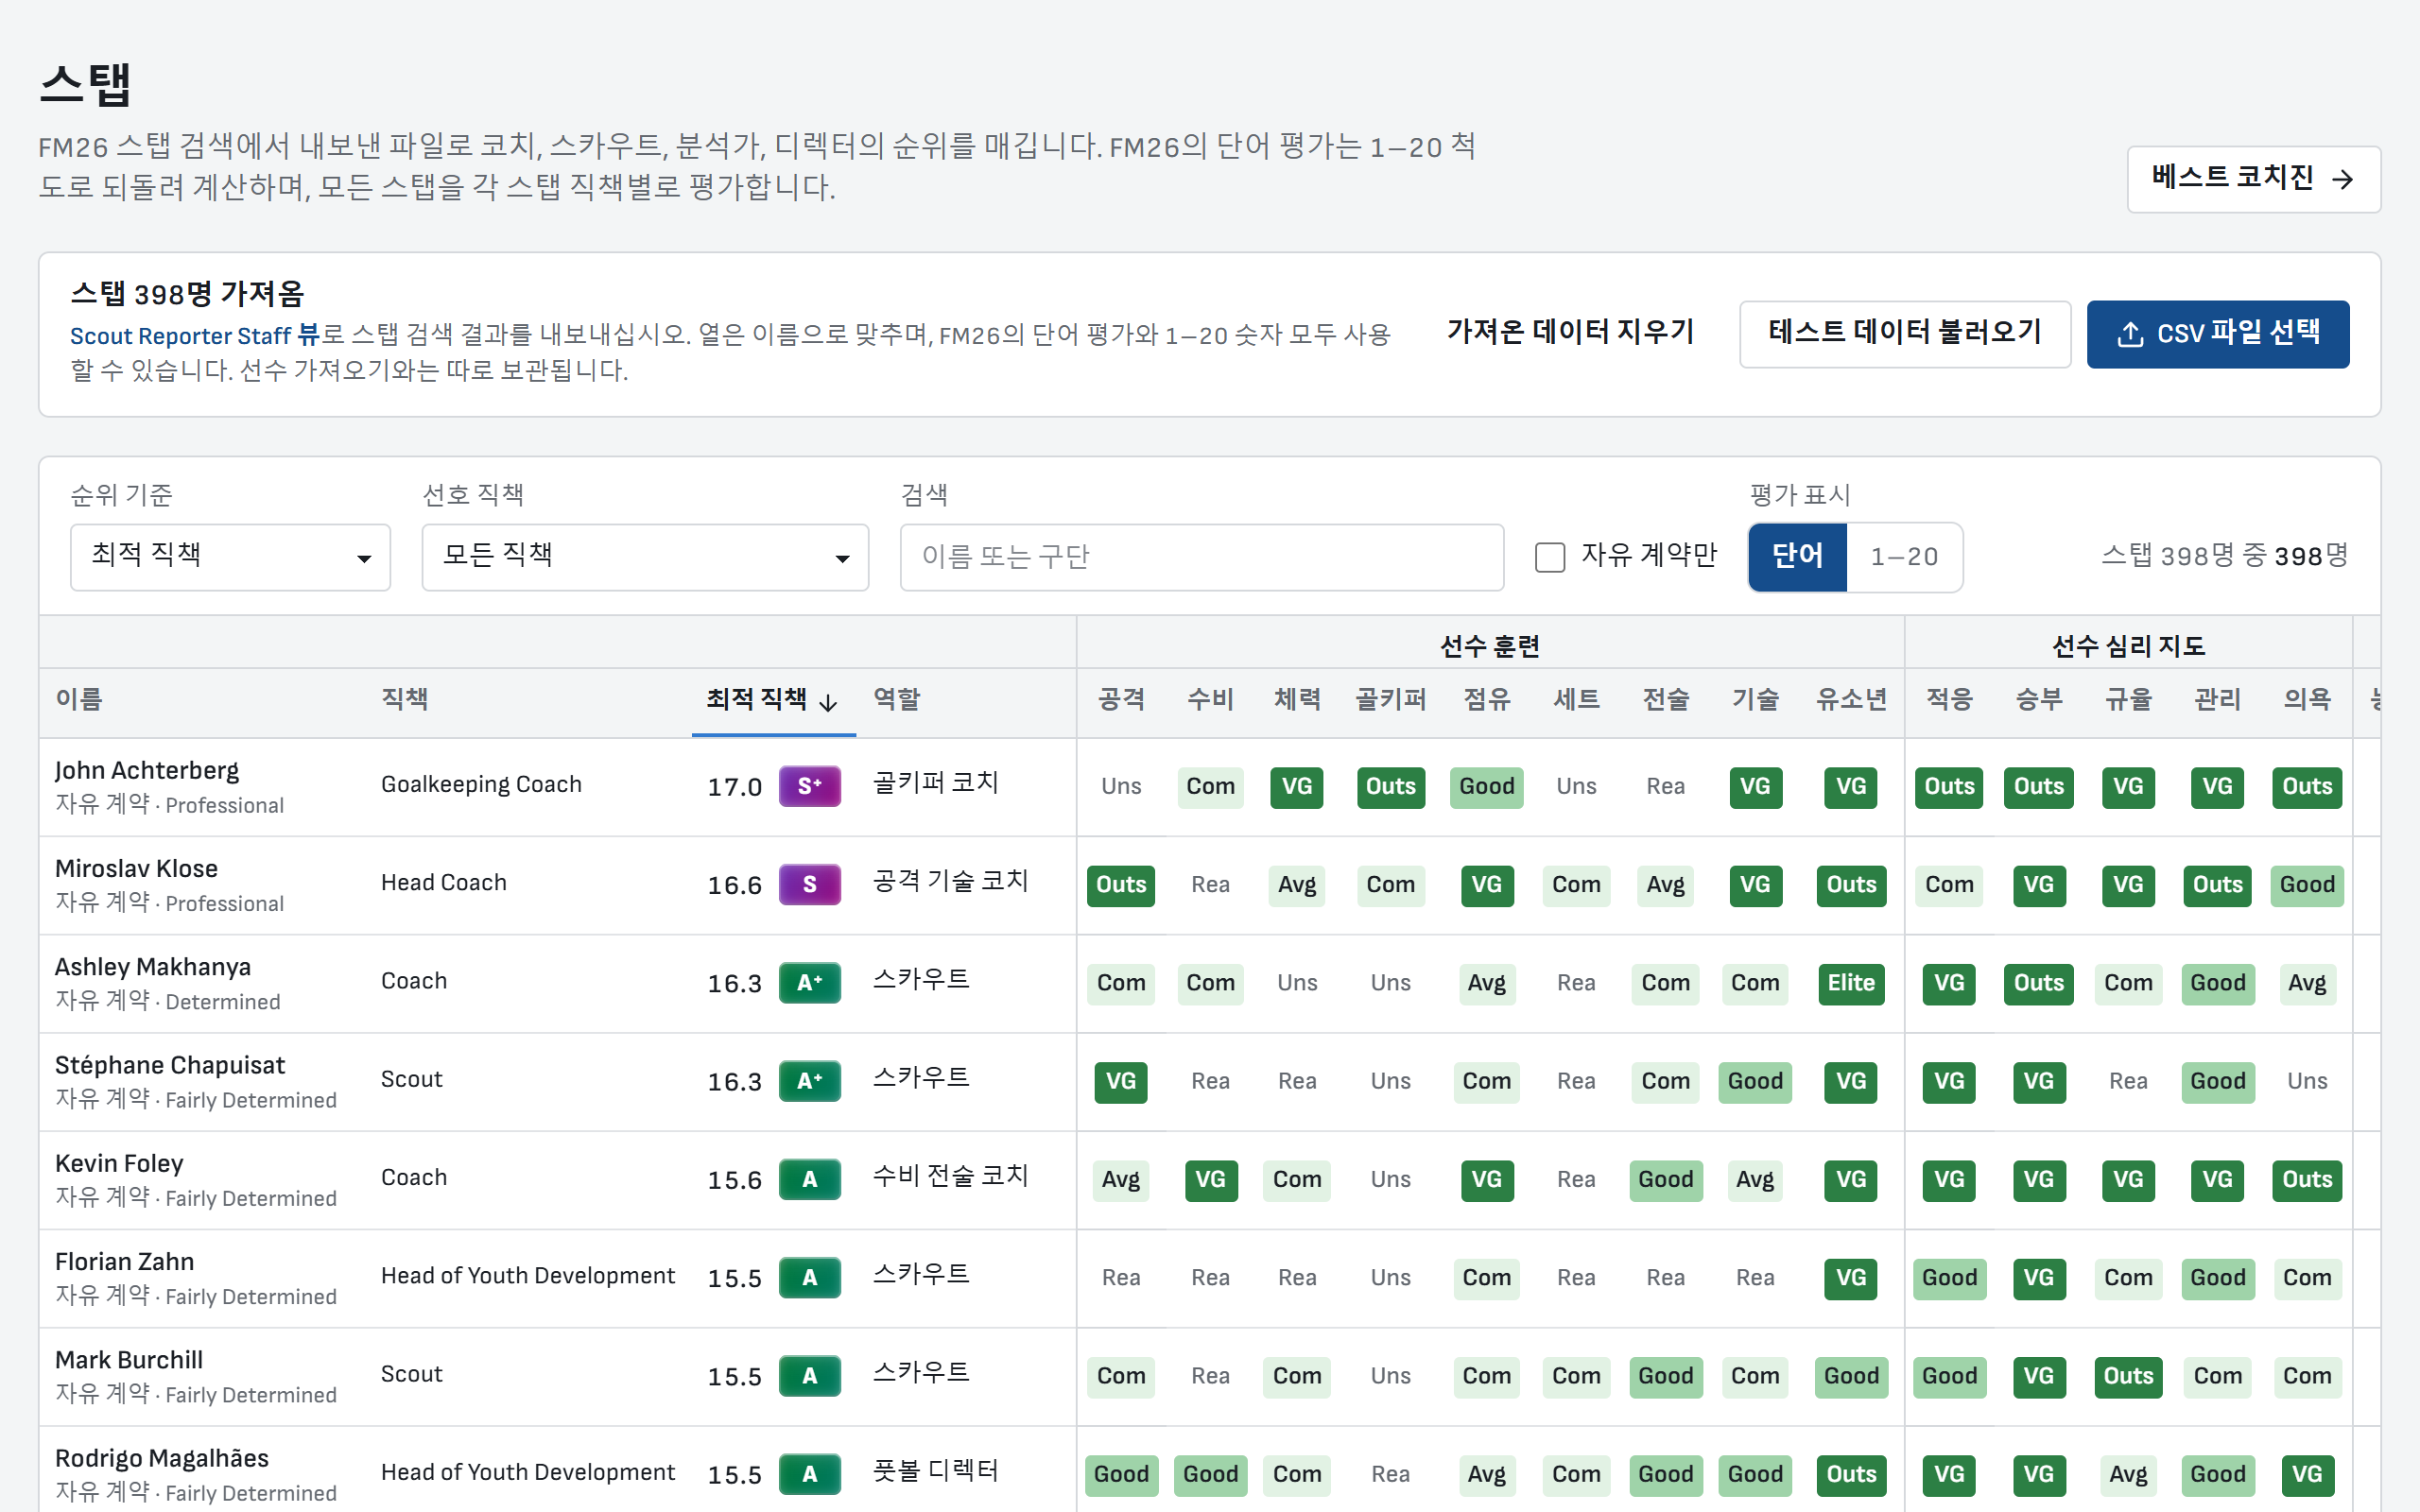 스탭
FM26 스탭 검색에서 내보낸 파일로 코치, 스카우트, 분석가, 디렉터의 순위를 매깁니다. FM26의 단어 평가는 1–20 척
도로 되돌려 계산하며, 모든 스탭을 각 스탭 직책별로 평가합니다.
베스트 코치진 →
스탭 398명 가져옴
Scout Reporter Staff 뷰로 스탭 검색 결과를 내보내십시오. 열은 이름으로 맞추며, FM26의 단어 평가와 1–20 숫자 모두 사용
할 수 있습니다. 선수 가져오기와는 따로 보관됩니다.
가져온 데이터 지우기
테스트 데이터 불러오기
CSV 파일 선택
순위 기준 선호 직책 검색 평가 표시
최적 직책 모든 직책 이름 또는 구단 자유 계약만 단어 1–20 스탭 398명 중 398명
선수 훈련 선수 심리 지도
이름 직책 최적 직책 ↓ 역할 공격 수비 체력 골키퍼 점유 세트 전술 기술 유소년 적응 승부 규율 관리 의욕
John Achterberg Goalkeeping Coach 17.0 S+ 골키퍼 코치 Uns Com VG Outs Good Uns Rea VG VG Outs Outs VG VG Outs
자유 계약 · Professional
Miroslav Klose Head Coach 16.6 S 공격 기술 코치 Outs Rea Avg Com VG Com Avg VG Outs Com VG VG Outs Good
자유 계약 · Professional
Ashley Makhanya Coach 16.3 A+ 스카우트 Com Com Uns Uns Avg Rea Com Com Elite VG Outs Com Good Avg
자유 계약 · Determined
Stéphane Chapuisat Scout 16.3 A+ 스카우트 VG Rea Rea Uns Com Rea Com Good VG VG VG Rea Good Uns
자유 계약 · Fairly Determined
Kevin Foley Coach 15.6 A 수비 전술 코치 Avg VG Com Uns VG Rea Good Avg VG VG VG VG VG Outs
자유 계약 · Fairly Determined
Florian Zahn Head of Youth Development 15.5 A 스카우트 Rea Rea Rea Uns Com Rea Rea Rea VG Good VG Com Good Com
자유 계약 · Fairly Determined
Mark Burchill Scout 15.5 A 스카우트 Com Rea Com Uns Com Com Good Com Good Good VG Outs Com Com
자유 계약 · Fairly Determined
Rodrigo Magalhães Head of Youth Development 15.5 A 풋볼 디렉터 Good Good Com Rea Avg Com Good Good Outs VG VG Avg Good VG
자유 계약 · Fairly Determined